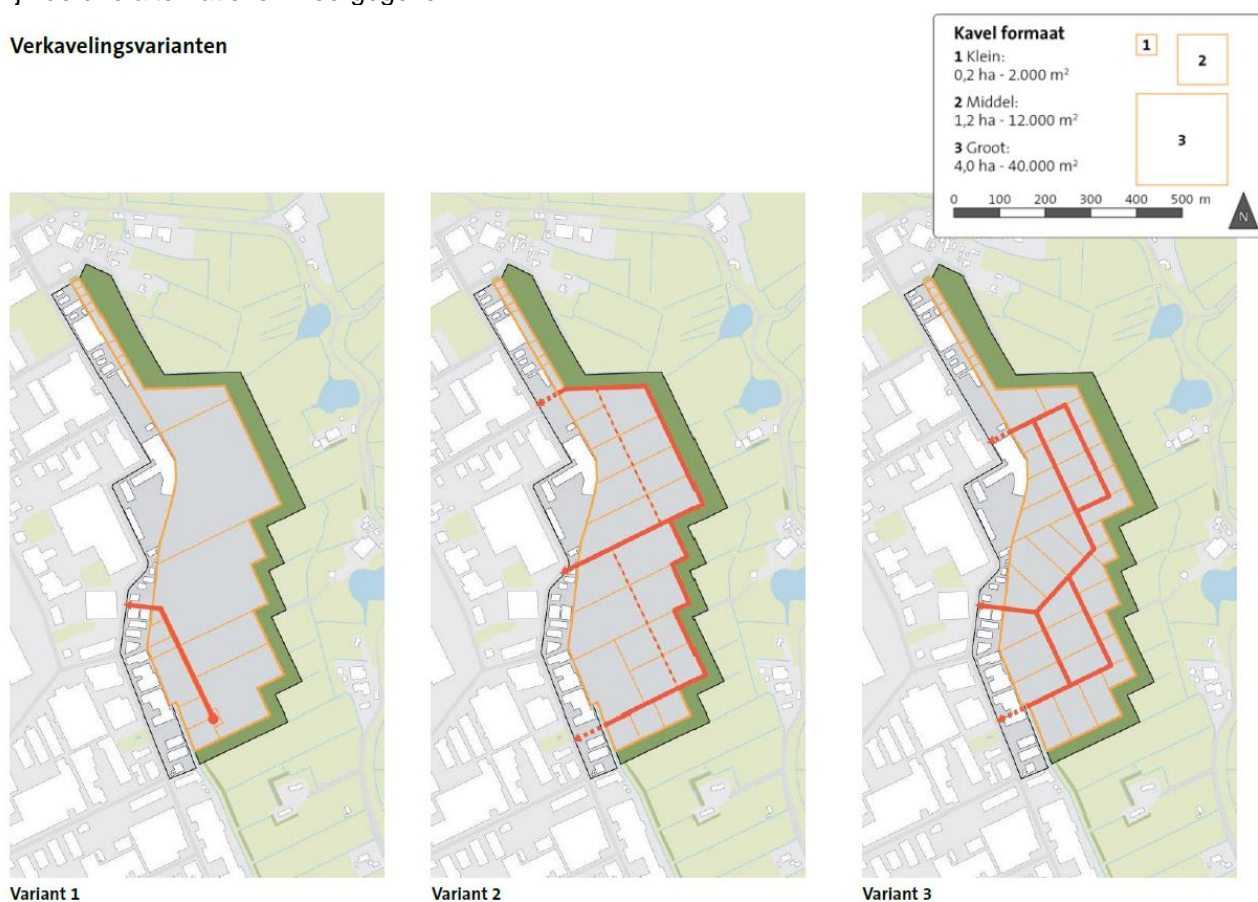 Verkavelingsvarianten
Kavel formaat
1 Klein:
0,2 ha - 2.000 m²
2 Middel:
1,2 ha - 12.000 m²
3 Groot:
4,0 ha - 40.000 m²
1
2
3
0 100 200 300 400 500 m
N
Variant 1
Variant 2
Variant 3